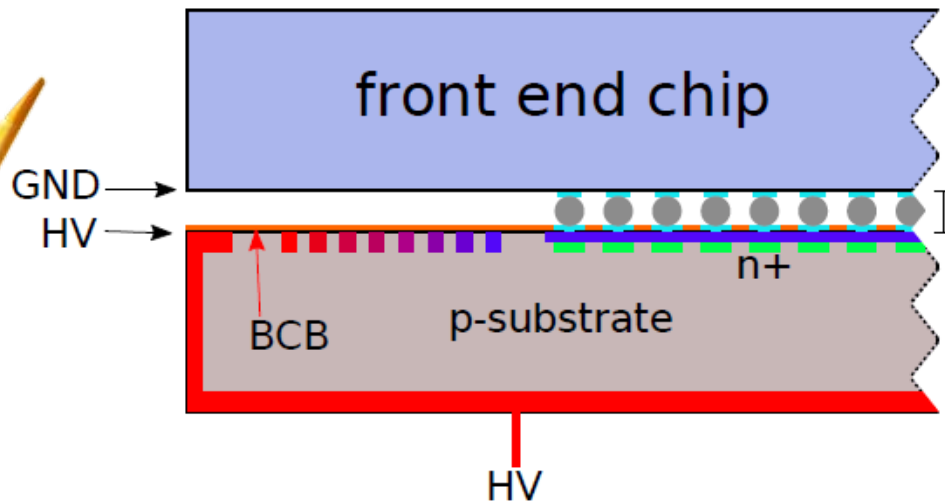 front end chip
GND
HV
n+
p-substrate
BCB
HV